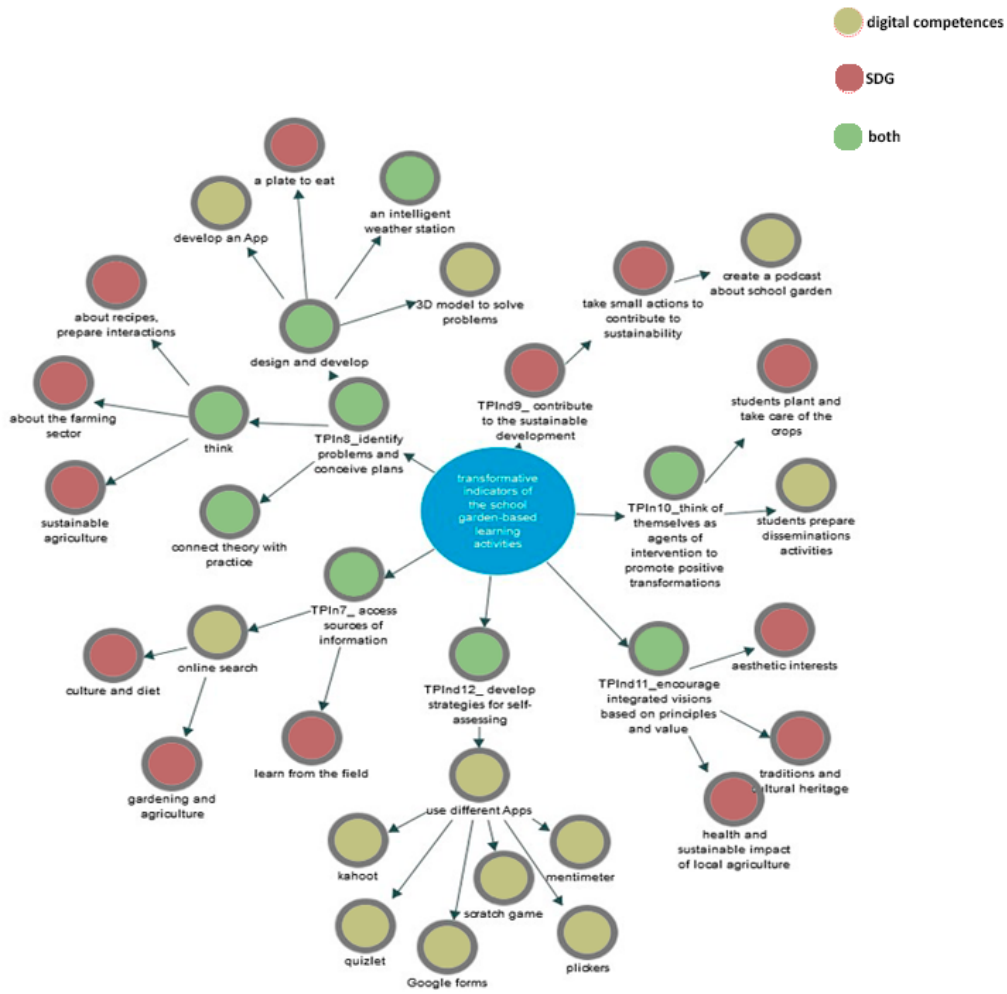 digital competences
SDG
both
a plate to eat
an intelligent
weather station
develop an App
3D model to solve
problems
about recipes,
prepare interactions
design and develop
take small actions to
contribute to
sustainability
create a podcast
about school garden
about the farming
sector
think
TPIn8_identify
problems and
conceive plans
TPInd9_ contribute
to the sustainable
development
students plant and
take care of the
crops
sustainable
agriculture
connect theory with
practice
transformative
indicators of
the school
garden-based
learning
activities
TPIn10_think of
themselves as
agents of
intervention to
promote positive
transformations
students prepare
disseminations
activities
TPIn7_ access
sources of
information
online search
culture and diet
gardening and
agriculture
learn from the field
TPInd12_ develop
strategies for self-
assessing
TPInd11_encourage
integrated visions
based on principles
and value
aesthetic interests
traditions and
cultural heritage
health and
sustainable impact
of local agriculture
use different Apps
kahoot
mentimeter
scratch game
quizlet
Google forms
plickers